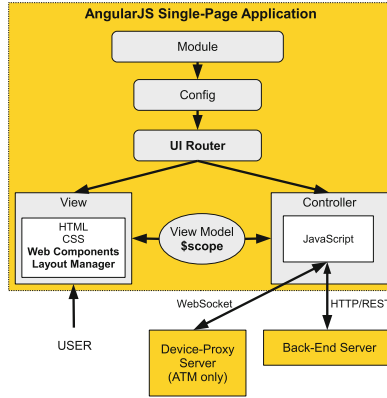 AngularJS Single-Page Application
Module
Config
UI Router
View
HTML
CSS
Web Components
Layout Manager
View Model
$scope
Controller
JavaScript
WebSocket
HTTP/REST
USER
Device-Proxy
Server
(ATM only)
Back-End Server